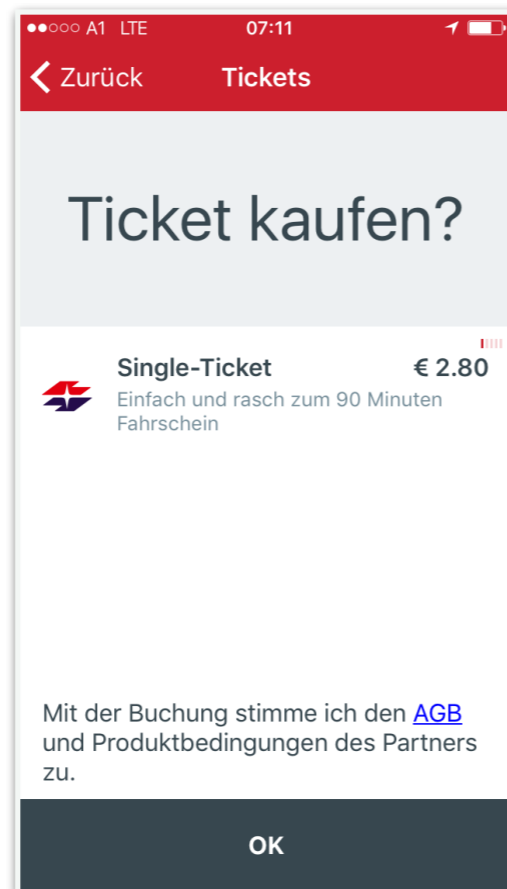 A1 LTE 07:11
Zurück Tickets
Ticket kaufen?
Single-Ticket € 2.80
Einfach und rasch zum 90 Minuten
Fahrschein
Mit der Buchung stimme ich den AGB
und Produktbedingungen des Partners
zu.
OK